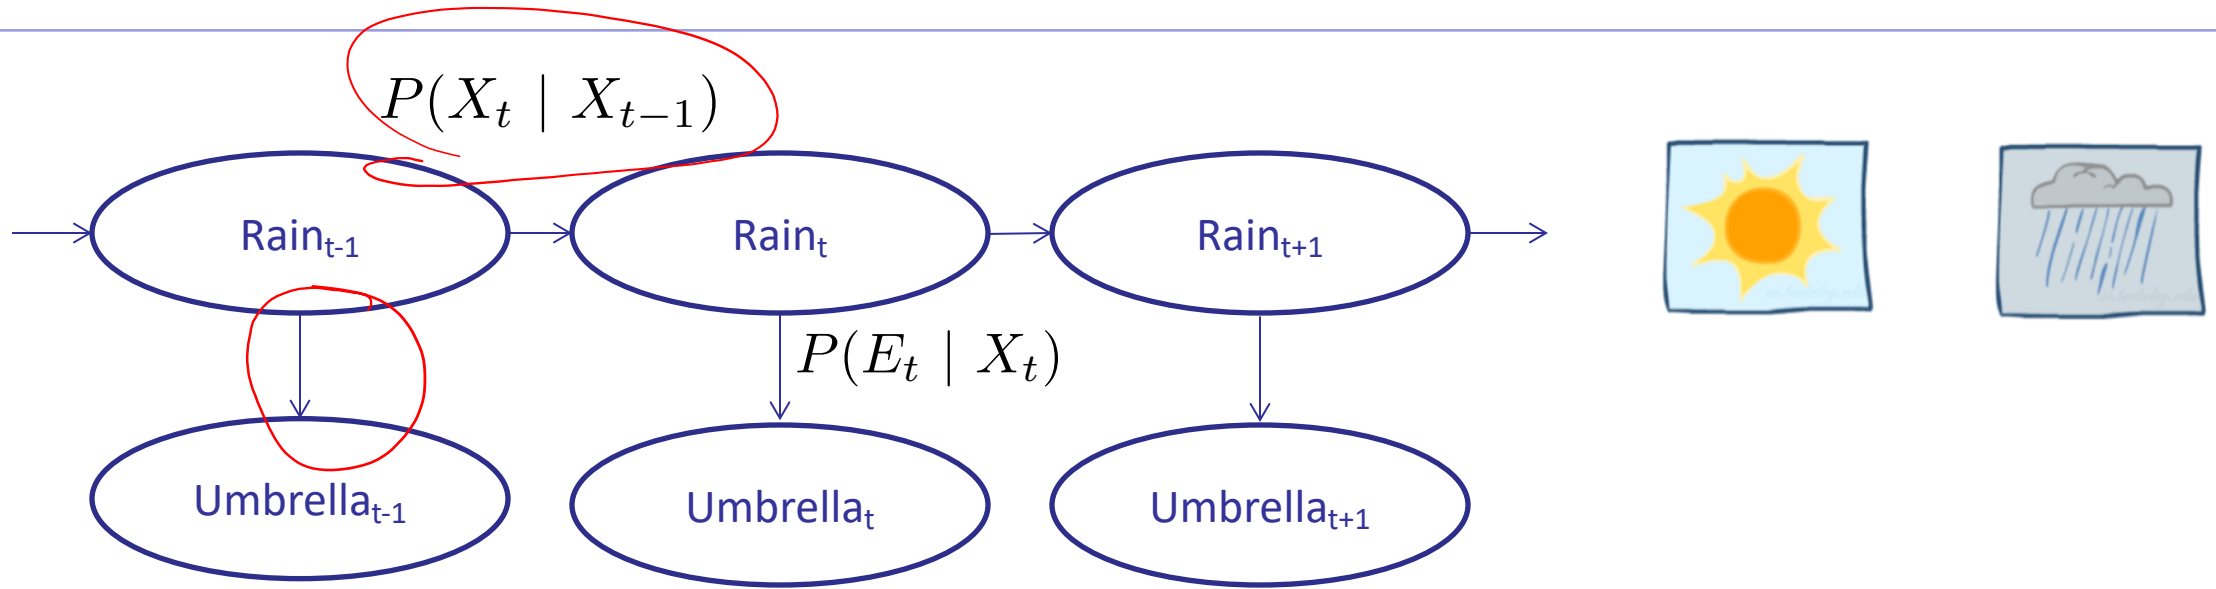 P(X_t | X_{t-1})
Rain_{t-1}
Rain_t
Rain_{t+1}
P(E_t | X_t)
Umbrella_{t-1}
Umbrella_t
Umbrella_{t+1}